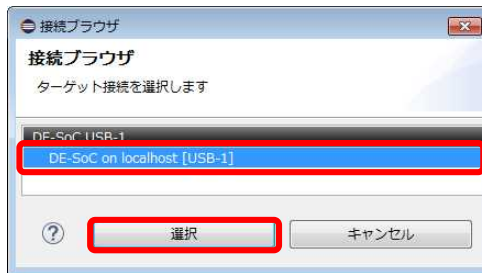 接続ブラウザ
接続ブラウザ
ターゲット接続を選択します
DE-SoC USB-1
DE-SoC on localhost [USB-1]
選択
キャンセル